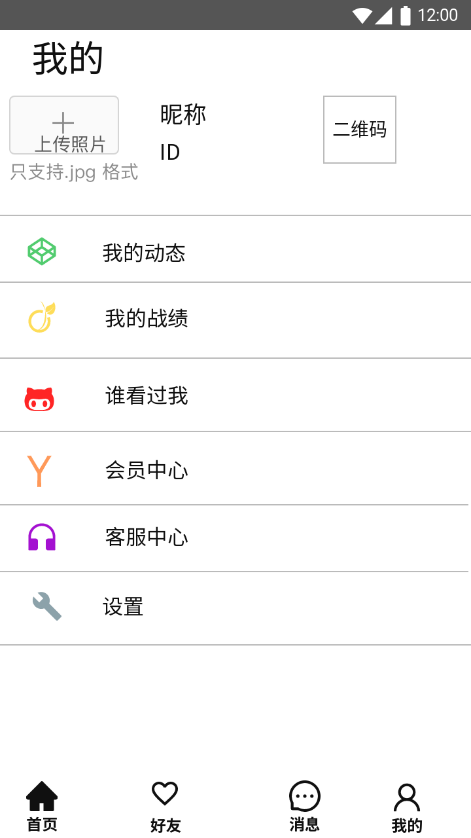 12:00
我的
上传照片
只支持.jpg 格式
昵称
ID
二维码
我的动态
我的战绩
谁看过我
会员中心
客服中心
设置
首页
好友
消息
我的